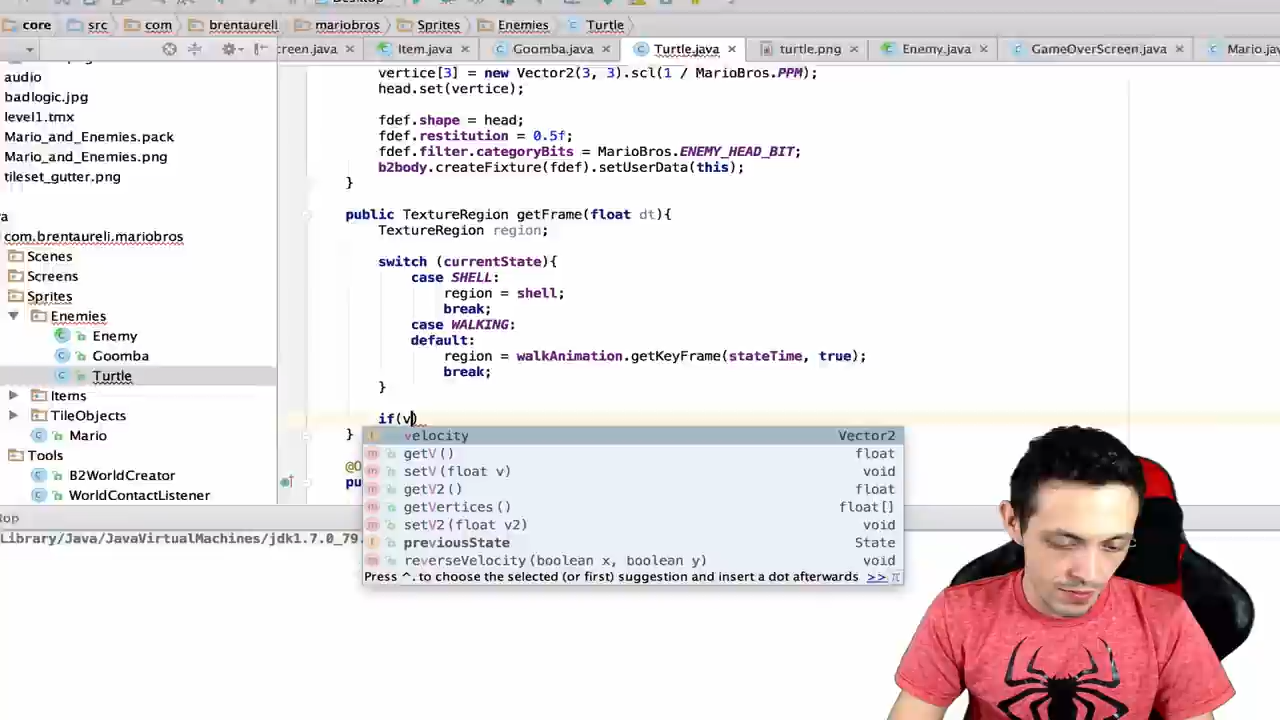 Desktop
core src com brentaureli mariobros Sprites Enemies Turtle
creen.java Item.java Goomba.java Turtle.java turtle.png Enemy.java GameOverScreen.java Mario.jav
audio
badlogic.jpg
level1.tmx
Mario_and_Enemies.pack
Mario_and_Enemies.png
tileset_gutter.png
a
com.brentaureli.mariobros
Scenes
Screens
Sprites
Enemies
Enemy
Goomba
Turtle
Items
TileObjects
Mario
Tools
B2WorldCreator
WorldContactListener
vertice[3] = new Vector2(3, 3).scl(1 / MarioBros.PPM);
head.set(vertice);
fdef.shape = head;
fdef.restitution = 0.5f;
fdef.filter.categoryBits = MarioBros.ENEMY_HEAD_BIT;
b2body.createFixture(fdef).setUserData(this);
}
public TextureRegion getFrame(float dt){
TextureRegion region;
switch (currentState){
case SHELL:
region = shell;
break;
case WALKING:
default:
region = walkAnimation.getKeyFrame(stateTime, true);
break;
}
if(v)
}
@O
pu
velocity Vector2
getV() float
setV(float v) void
getV2() float
getVertices() float[]
setV2(float v2) void
previousState State
reverseVelocity(boolean x, boolean y) void
Press ^. to choose the selected (or first) suggestion and insert a dot afterwards >> π
top
Library/Java/JavaVirtualMachines/jdk1.7.0_79.